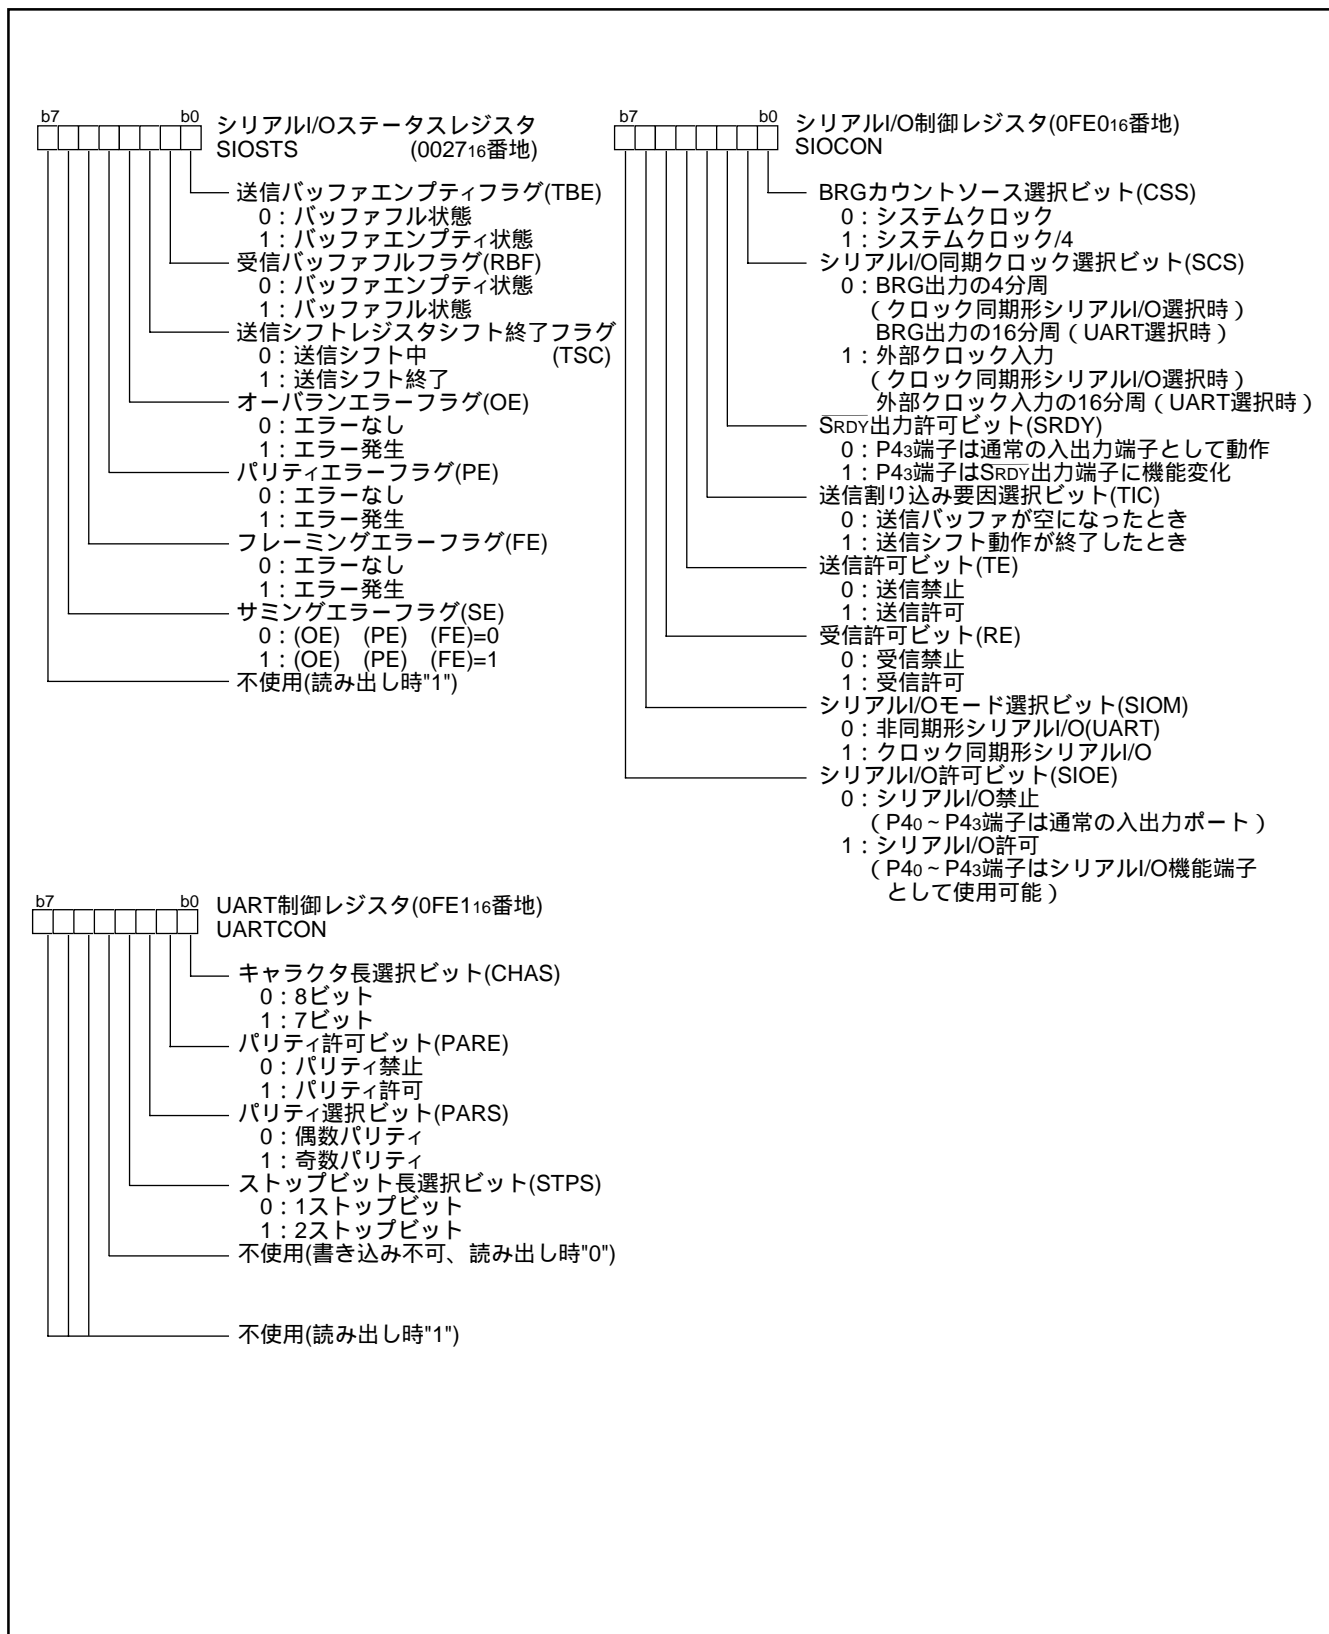 b7 b0 シリアルI/Oステータスレジスタ
SIOSTS (002716番地)
送信バッファエンプティフラグ(TBE)
0：バッファフル状態
1：バッファエンプティ状態
受信バッファフルフラグ(RBF)
0：バッファエンプティ状態
1：バッファフル状態
送信シフトレジスタシフト終了フラグ
0：送信シフト中 (TSC)
1：送信シフト終了
オーバランエラーフラグ(OE)
0：エラーなし
1：エラー発生
パリティエラーフラグ(PE)
0：エラーなし
1：エラー発生
フレーミングエラーフラグ(FE)
0：エラーなし
1：エラー発生
サミングエラーフラグ(SE)
0：(OE) (PE) (FE)=0
1：(OE) (PE) (FE)=1
不使用(読み出し時"1")
b7 b0 シリアルI/O制御レジスタ(0FE016番地)
SIOCON
BRGカウントソース選択ビット(CSS)
0：システムクロック
1：システムクロック/4
シリアルI/O同期クロック選択ビット(SCS)
0：BRG出力の4分周
（クロック同期形シリアルI/O選択時）
BRG出力の16分周（UART選択時）
1：外部クロック入力
（クロック同期形シリアルI/O選択時）
外部クロック入力の16分周（UART選択時）
SRDY出力許可ビット(SRDY)
0：P43端子は通常の入出力端子として動作
1：P43端子はSRDY出力端子に機能変化
送信割り込み要因選択ビット(TIC)
0：送信バッファが空になったとき
1：送信シフト動作が終了したとき
送信許可ビット(TE)
0：送信禁止
1：送信許可
受信許可ビット(RE)
0：受信禁止
1：受信許可
シリアルI/Oモード選択ビット(SIOM)
0：非同期形シリアルI/O(UART)
1：クロック同期形シリアルI/O
シリアルI/O許可ビット(SIOE)
0：シリアルI/O禁止
（P40～P43端子は通常の入出力ポート）
1：シリアルI/O許可
（P40～P43端子はシリアルI/O機能端子
として使用可能）
b7 b0 UART制御レジスタ(0FE116番地)
UARTCON
キャラクタ長選択ビット(CHAS)
0：8ビット
1：7ビット
パリティ許可ビット(PARE)
0：パリティ禁止
1：パリティ許可
パリティ選択ビット(PARS)
0：偶数パリティ
1：奇数パリティ
ストップビット長選択ビット(STPS)
0：1ストップビット
1：2ストップビット
不使用(書き込み不可、読み出し時"0")
不使用(読み出し時"1")